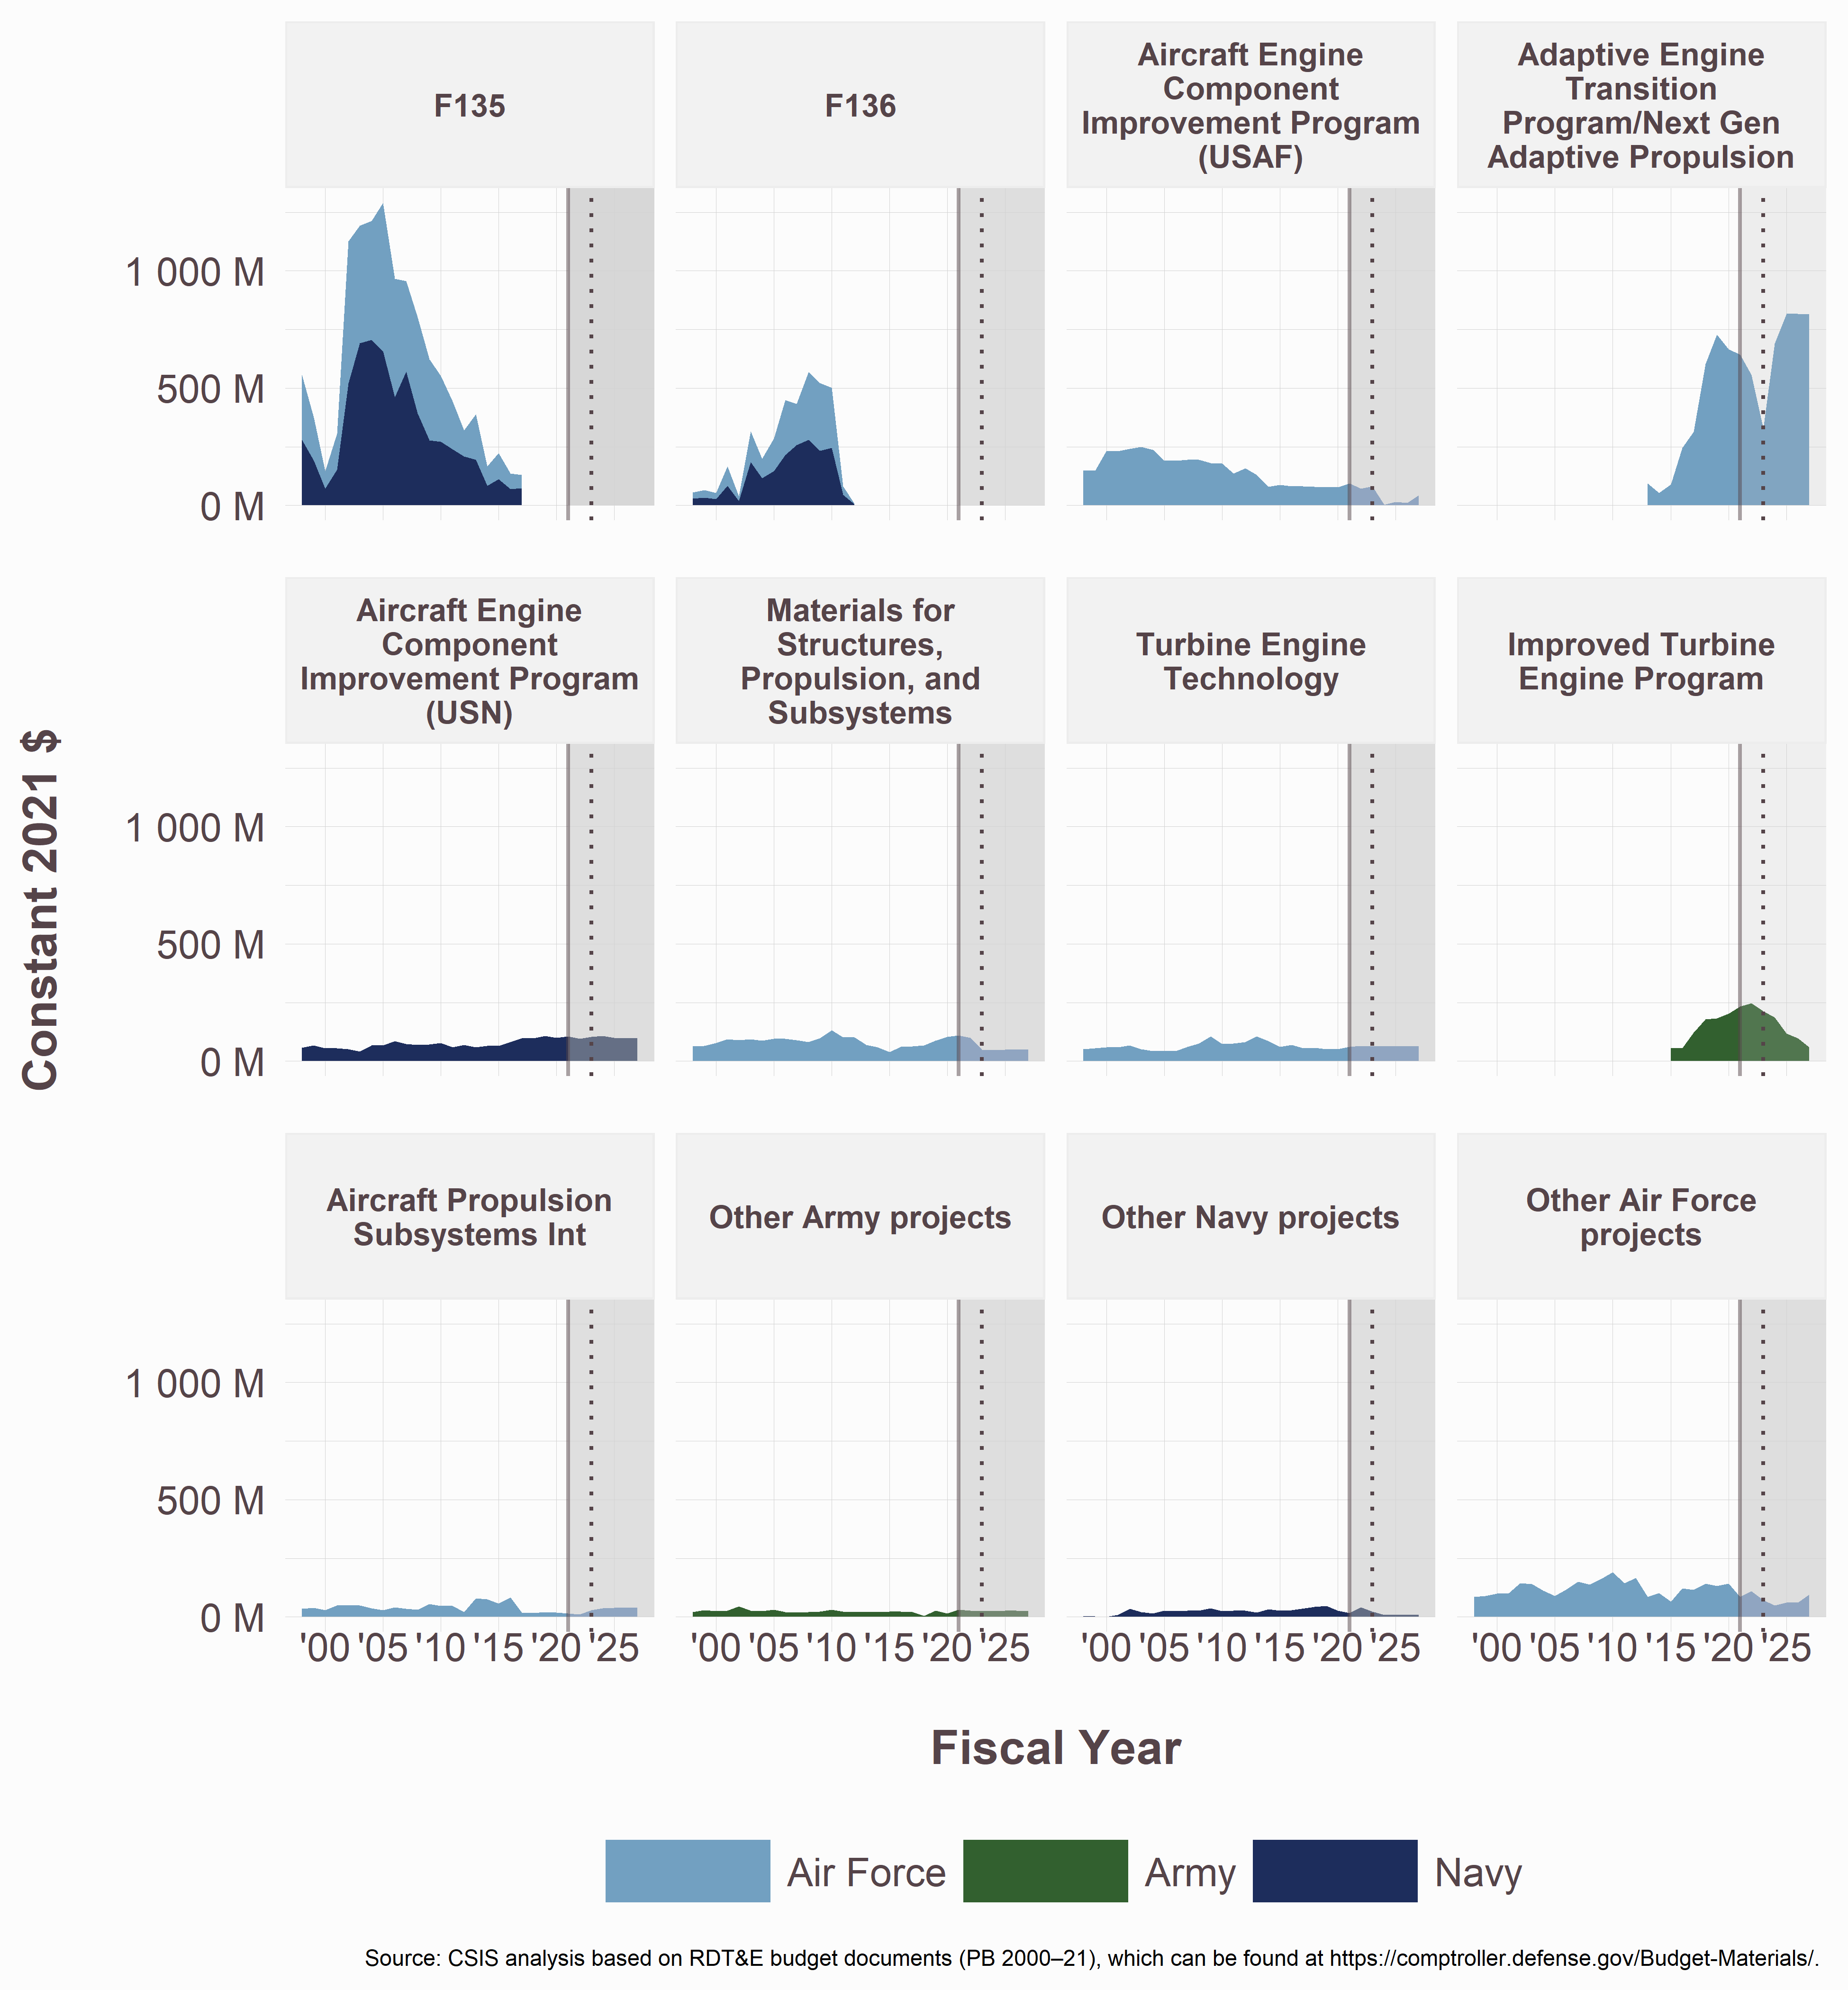 F135
F136
Aircraft Engine
Component
Improvement Program
(USAF)
Adaptive Engine
Transition
Program/Next Gen
Adaptive Propulsion
1 000 M
500 M
0 M
Aircraft Engine
Component
Improvement Program
(USN)
Materials for
Structures,
Propulsion, and
Subsystems
Turbine Engine
Technology
Improved Turbine
Engine Program
1 000 M
500 M
0 M
Constant 2021 $
Aircraft Propulsion
Subsystems Int
Other Army projects
Other Navy projects
Other Air Force
projects
1 000 M
500 M
0 M
'00 '05 '10 '15 '20 '25
'00 '05 '10 '15 '20 '25
'00 '05 '10 '15 '20 '25
'00 '05 '10 '15 '20 '25
Fiscal Year
Air Force Army Navy
Source: CSIS analysis based on RDT&E budget documents (PB 2000–21), which can be found at https://comptroller.defense.gov/Budget-Materials/.